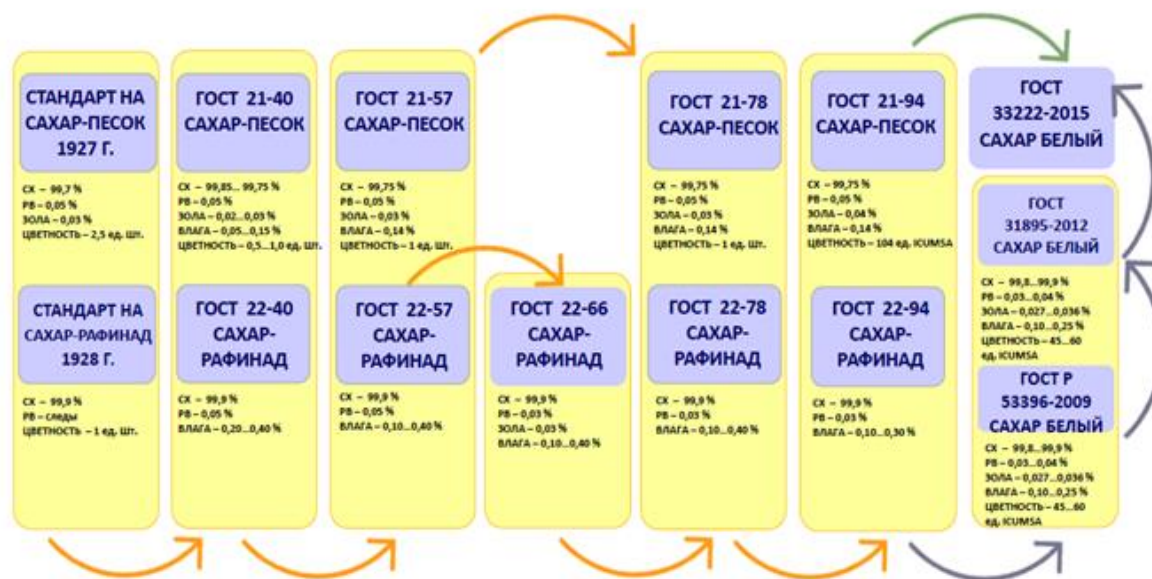 СТАНДАРТ НА
САХАР-ПЕСОК
1927 Г.
СХ – 99,7 %
РВ – 0,05 %
ЗОЛА – 0,03 %
ЦВЕТНОСТЬ – 2,5 ед. Шт.
СТАНДАРТ НА
САХАР-РАФИНАД
1928 Г.
СХ – 99,9 %
РВ – следы
ЦВЕТНОСТЬ – 1 ед. Шт.
ГОСТ 21-40
САХАР-ПЕСОК
СХ – 99,85... 99,75 %
РВ – 0,05 %
ЗОЛА – 0,02...0,03 %
ВЛАГА – 0,05...0,15 %
ЦВЕТНОСТЬ – 0,5...1,0 ед. Шт.
ГОСТ 22-40
САХАР-
РАФИНАД
СХ – 99,9 %
РВ – 0,05 %
ВЛАГА – 0,20...0,40 %
ГОСТ 21-57
САХАР-ПЕСОК
СХ – 99,75 %
РВ – 0,05 %
ЗОЛА – 0,03 %
ВЛАГА – 0,14 %
ЦВЕТНОСТЬ – 1 ед. Шт.
ГОСТ 22-57
САХАР-
РАФИНАД
СХ – 99,9 %
РВ – 0,05 %
ВЛАГА – 0,10...0,40 %
ГОСТ 22-66
САХАР-
РАФИНАД
СХ – 99,9 %
РВ – 0,03 %
ЗОЛА – 0,03 %
ВЛАГА – 0,10...0,40 %
ГОСТ 21-78
САХАР-ПЕСОК
СХ – 99,75 %
РВ – 0,05 %
ЗОЛА – 0,03 %
ВЛАГА – 0,14 %
ЦВЕТНОСТЬ – 1 ед. Шт.
ГОСТ 22-78
САХАР-
РАФИНАД
СХ – 99,9 %
РВ – 0,03 %
ВЛАГА – 0,10...0,40 %
ГОСТ 21-94
САХАР-ПЕСОК
СХ – 99,75 %
РВ – 0,05 %
ЗОЛА – 0,04 %
ВЛАГА – 0,14 %
ЦВЕТНОСТЬ – 104 ед. ICUMSA
ГОСТ 22-94
САХАР-
РАФИНАД
СХ – 99,9 %
РВ – 0,03 %
ВЛАГА – 0,10...0,30 %
ГОСТ
33222-2015
САХАР БЕЛЫЙ
ГОСТ
31895-2012
САХАР БЕЛЫЙ
СХ – 99,8...99,9 %
РВ – 0,03...0,04 %
ЗОЛА – 0,027...0,036 %
ВЛАГА – 0,10...0,25 %
ЦВЕТНОСТЬ – 45...60
ед. ICUMSA
ГОСТ Р
53396-2009
САХАР БЕЛЫЙ
СХ – 99,8...99,9 %
РВ – 0,03...0,04 %
ЗОЛА – 0,027...0,036 %
ВЛАГА – 0,10...0,25 %
ЦВЕТНОСТЬ – 45...60
ед. ICUMSA